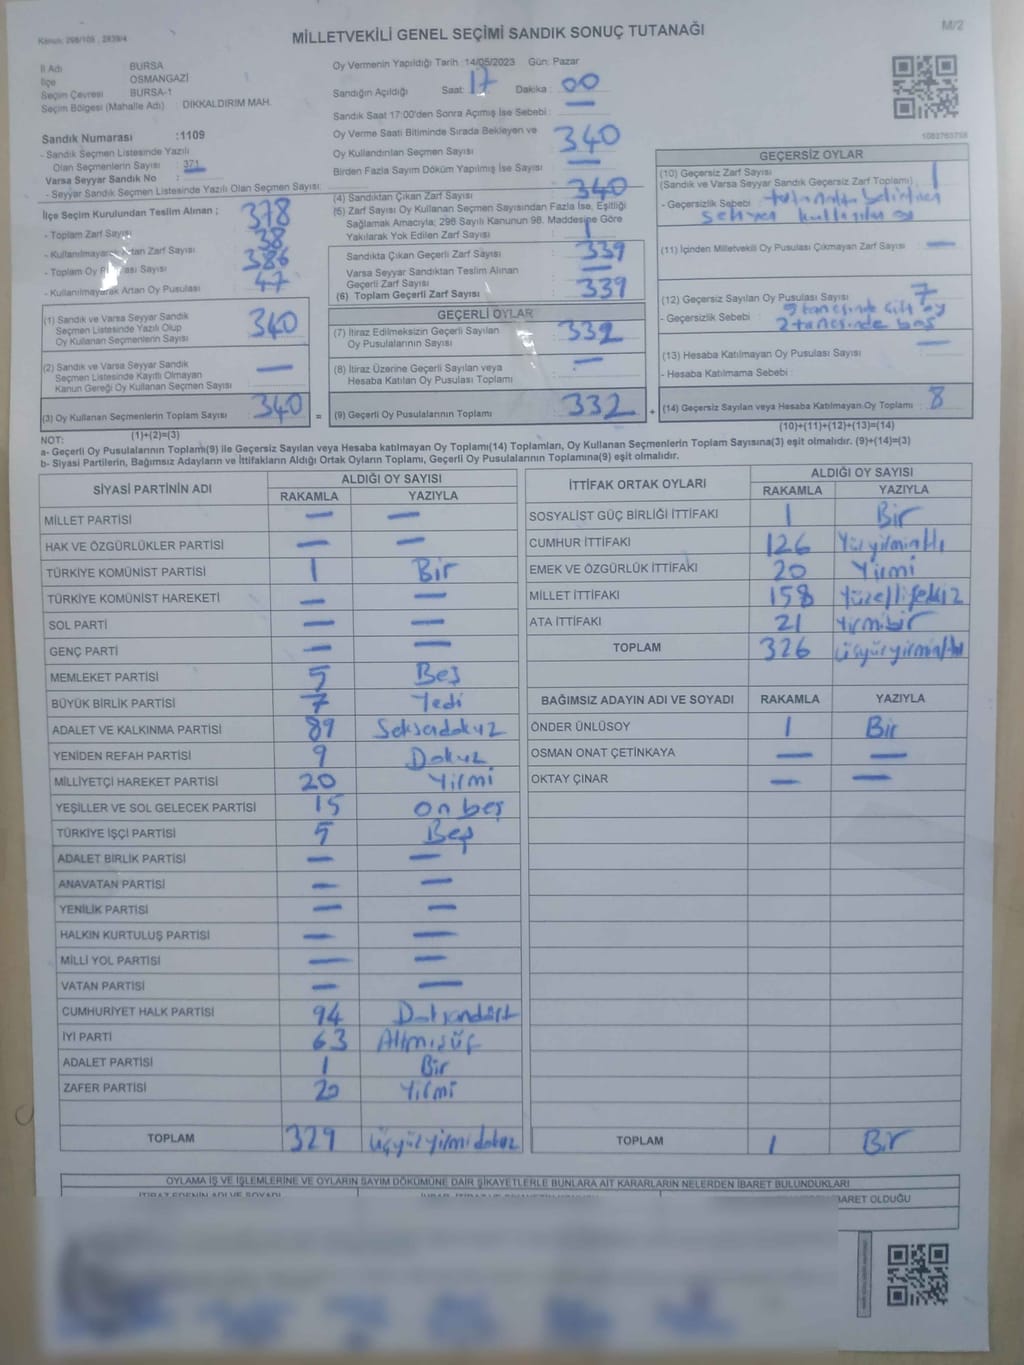 Kanun: 298/105 , 2839/4
M/2
MİLLETVEKİLİ GENEL SEÇİMİ SANDIK SONUÇ TUTANAĞI
İl Adı BURSA
İlçe OSMANGAZİ
Seçim Çevresi BURSA-1
Seçim Bölgesi (Mahalle Adı) DİKKALDIRIM MAH.
Sandık Numarası :1109
- Sandık Seçmen Listesinde Yazılı
Olan Seçmenlerin Sayısı : 371
Varsa Seyyar Sandık No :
- Seyyar Sandık Seçmen Listesinde Yazılı Olan Seçmen Sayısı:
İlçe Seçim Kurulundan Teslim Alınan ;
- Toplam Zarf Sayısı 378
- Kullanılmayarak Artan Zarf Sayısı 38
- Toplam Oy Pusulası Sayısı 386
- Kullanılmayarak Artan Oy Pusulası 47
(1) Sandık ve Varsa Seyyar Sandık
Seçmen Listesinde Yazılı Olup
Oy Kullanan Seçmenlerin Sayısı 340
(2) Sandık ve Varsa Seyyar Sandık
Seçmen Listesinde Kayıtlı Olmayan
Kanun Gereği Oy Kullanan Seçmen Sayısı —
(3) Oy Kullanan Seçmenlerin Toplam Sayısı 340
(1)+(2)=(3)
Oy Vermenin Yapıldığı Tarih :14/05/2023 Gün: Pazar
Sandığın Açıldığı Saat: 17 Dakika : 00
Sandık Saat 17:00'den Sonra Açılmış İse Sebebi : —
Oy Verme Saati Bitiminde Sırada Bekleyen ve
Oy Kullandırılan Seçmen Sayısı 340
Birden Fazla Sayım Döküm Yapılmış İse Sayısı —
(4) Sandıktan Çıkan Zarf Sayısı 340
(5) Zarf Sayısı Oy Kullanan Seçmen Sayısından Fazla İse, Eşitliği
Sağlamak Amacıyla; 298 Sayılı Kanunun 98. Maddesine Göre
Yakılarak Yok Edilen Zarf Sayısı 1
Sandıkta Çıkan Geçerli Zarf Sayısı 339
Varsa Seyyar Sandıktan Teslim Alınan
Geçerli Zarf Sayısı —
(6) Toplam Geçerli Zarf Sayısı 339
GEÇERLİ OYLAR
(7) İtiraz Edilmeksizin Geçerli Sayılan
Oy Pusulalarının Sayısı 332
(8) İtiraz Üzerine Geçerli Sayılan veya
Hesaba Katılan Oy Pusulası Toplamı —
= (9) Geçerli Oy Pusulalarının Toplamı 332 +
1082760758
GEÇERSİZ OYLAR
(10) Geçersiz Zarf Sayısı
(Sandık ve Varsa Seyyar Sandık Geçersiz Zarf Toplamı) 1
- Geçersizlik Sebebi : tutanakta belirtilen
kullanılan oy
(11) İçinden Milletvekili Oy Pusulası Çıkmayan Zarf Sayısı —
(12) Geçersiz Sayılan Oy Pusulası Sayısı 7
- Geçersizlik Sebebi : 5 tanesinde çift oy
2 tanesinde boş
(13) Hesaba Katılmayan Oy Pusulası Sayısı —
- Hesaba Katılmama Sebebi :
(14) Geçersiz Sayılan veya Hesaba Katılmayan Oy Toplamı 8
(10)+(11)+(12)+(13)=(14)
NOT:
a- Geçerli Oy Pusulalarının Toplamı(9) ile Geçersiz Sayılan veya Hesaba katılmayan Oy Toplamı(14) Toplamları, Oy Kullanan Seçmenlerin Toplam Sayısına(3) eşit olmalıdır. (9)+(14)=(3)
b- Siyasi Partilerin, Bağımsız Adayların ve İttifakların Aldığı Ortak Oyların Toplamı, Geçerli Oy Pusulalarının Toplamına(9) eşit olmalıdır.
SİYASİ PARTİNİN ADI ALDIĞI OY SAYISI
RAKAMLA YAZIYLA
MİLLET PARTİSİ — —
HAK VE ÖZGÜRLÜKLER PARTİSİ — —
TÜRKİYE KOMÜNİST PARTİSİ 1 Bir
TÜRKİYE KOMÜNİST HAREKETİ — —
SOL PARTİ — —
GENÇ PARTİ — —
MEMLEKET PARTİSİ 5 Beş
BÜYÜK BİRLİK PARTİSİ 7 Yedi
ADALET VE KALKINMA PARTİSİ 89 Seksendokuz
YENİDEN REFAH PARTİSİ 9 Dokuz
MİLLİYETÇİ HAREKET PARTİSİ 20 Yirmi
YEŞİLLER VE SOL GELECEK PARTİSİ 15 on beş
TÜRKİYE İŞÇİ PARTİSİ 5 Beş
ADALET BİRLİK PARTİSİ — —
ANAVATAN PARTİSİ — —
YENİLİK PARTİSİ — —
HALKIN KURTULUŞ PARTİSİ — —
MİLLİ YOL PARTİSİ — —
VATAN PARTİSİ — —
CUMHURİYET HALK PARTİSİ 94 Doksandört
İYİ PARTİ 63 Altmışüç
ADALET PARTİSİ 1 Bir
ZAFER PARTİSİ 20 Yirmi
TOPLAM 329 üçyüzyirmidokuz
İTTİFAK ORTAK OYLARI ALDIĞI OY SAYISI
RAKAMLA YAZIYLA
SOSYALİST GÜÇ BİRLİĞİ İTTİFAKI 1 Bir
CUMHUR İTTİFAKI 126 Yüzyirmialtı
EMEK VE ÖZGÜRLÜK İTTİFAKI 20 Yirmi
MİLLET İTTİFAKI 158 Yüzellisekiz
ATA İTTİFAKI 21 Yirmibir
TOPLAM 326 üçyüzyirmialtı
BAĞIMSIZ ADAYIN ADI VE SOYADI RAKAMLA YAZIYLA
ÖNDER ÜNLÜSOY 1 Bir
OSMAN ONAT ÇETİNKAYA — —
OKTAY ÇINAR — —
TOPLAM 1 Bir
OYLAMA İŞ VE İŞLEMLERİNE VE OYLARIN SAYIM DÖKÜMÜNE DAİR ŞİKAYETLERLE BUNLARA AİT KARARLARIN NELERDEN İBARET BULUNDUKLARI
İTİRAZ EDENİN ADI VE SOYADI
İBARET OLDUĞU